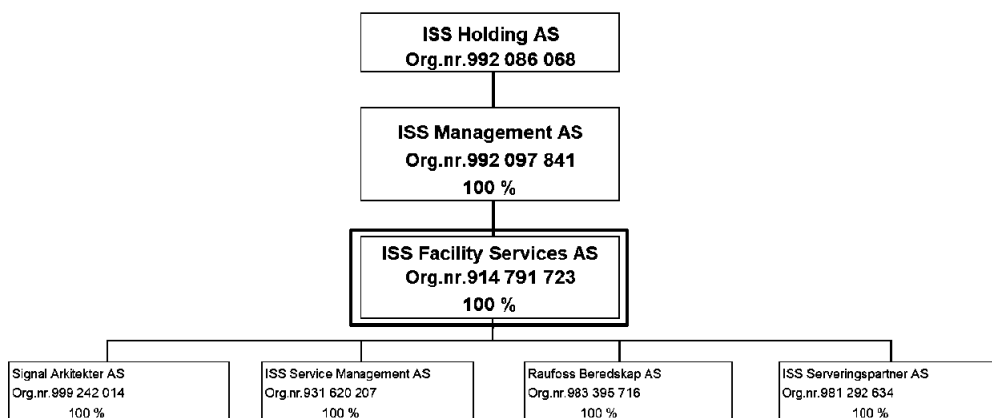 ISS Holding AS
Org.nr.992 086 068
ISS Management AS
Org.nr.992 097 841
100 %
ISS Facility Services AS
Org.nr.914 791 723
100 %
Signal Arkitekter AS
Org.nr.999 242 014
100 %
ISS Service Management AS
Org.nr.931 620 207
100 %
Raufoss Beredskap AS
Org.nr.983 395 716
100 %
ISS Serveringspartner AS
Org.nr.981 292 634
100 %